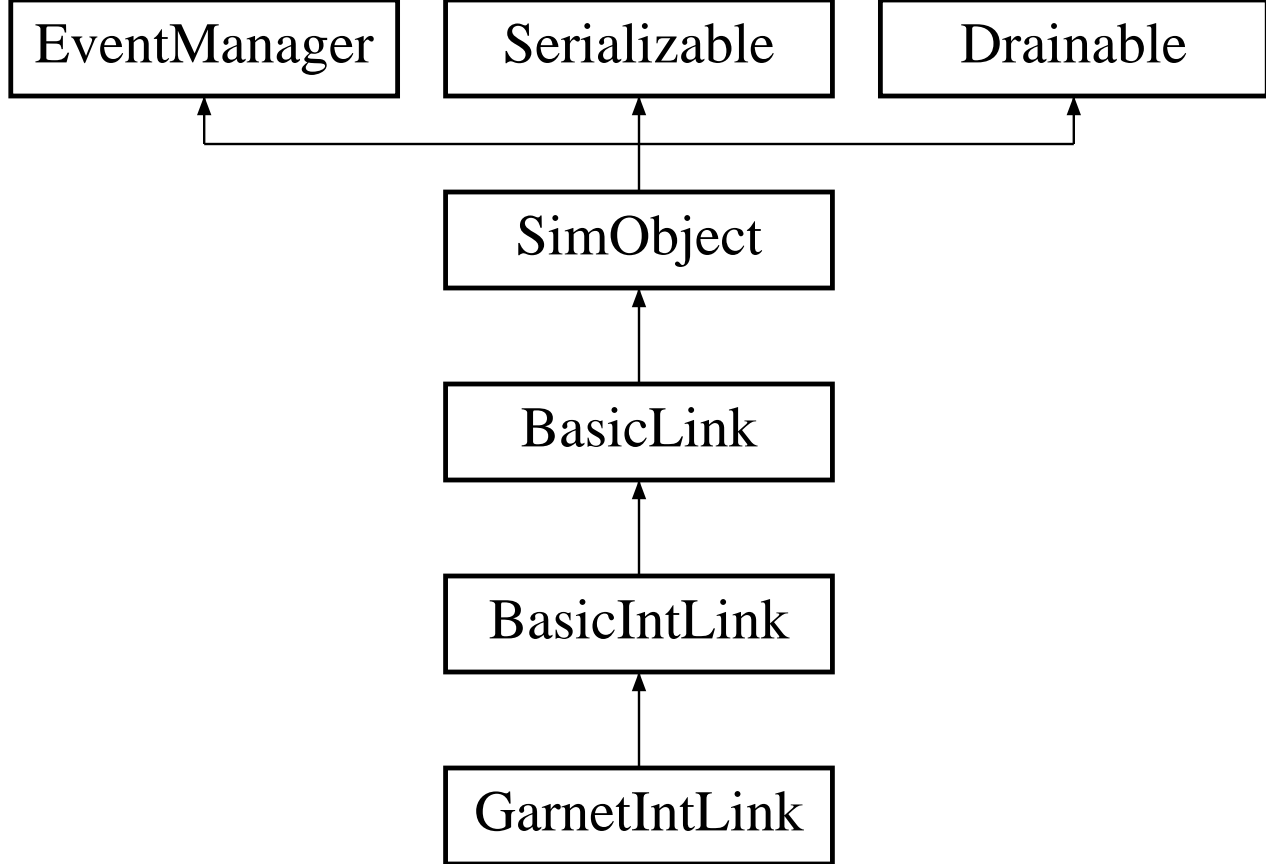 EventManager
Serializable
Drainable
SimObject
BasicLink
BasicIntLink
GarnetIntLink